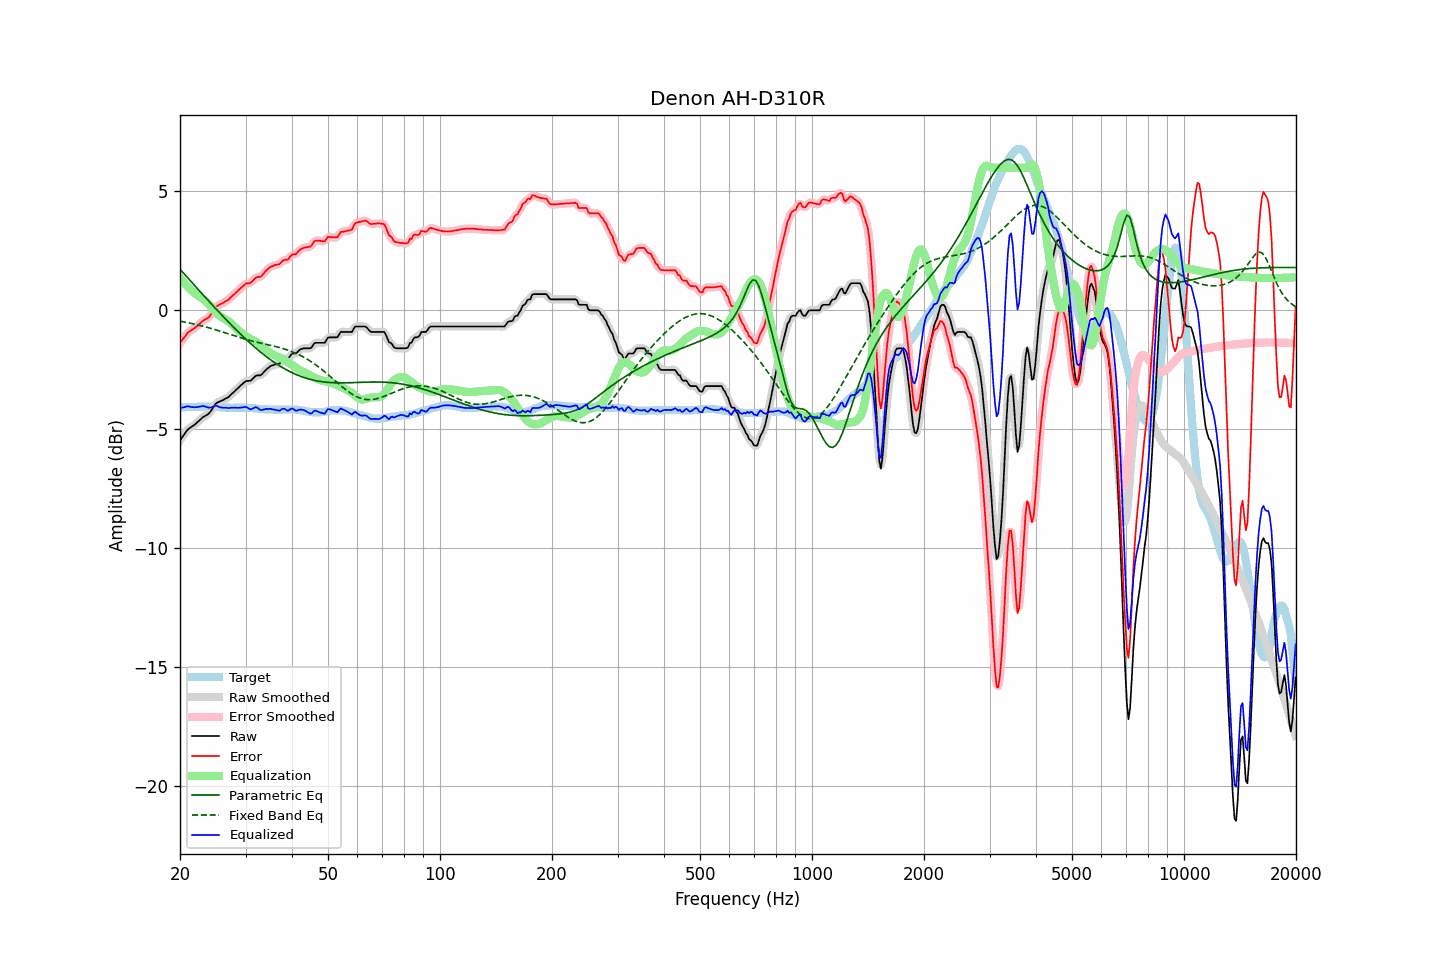 Denon AH-D310R
Amplitude (dBr)
5
0
−5
−10
−15
−20
Target
Raw Smoothed
Error Smoothed
Raw
Error
Equalization
Parametric Eq
Fixed Band Eq
Equalized
20 50 100 200 500 1000 2000 5000 10000 20000
Frequency (Hz)